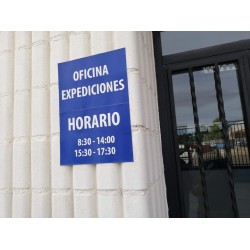 OFICINA
EXPEDICIONES
HORARIO
8:30 - 14:00
15:30 - 17:30